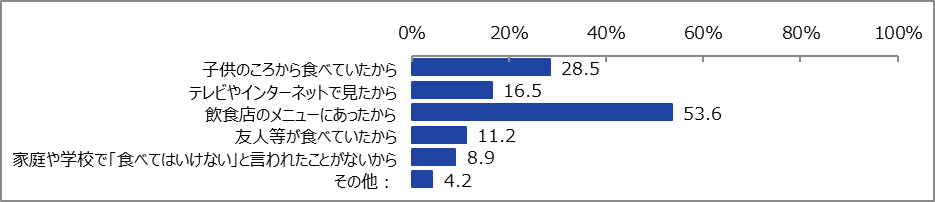 0% 20% 40% 60% 80% 100%
子供のころから食べていたから 28.5
テレビやインターネットで見たから 16.5
飲食店のメニューにあったから 53.6
友人等が食べていたから 11.2
家庭や学校で「食べてはいけない」と言われたことがないから 8.9
その他： 4.2